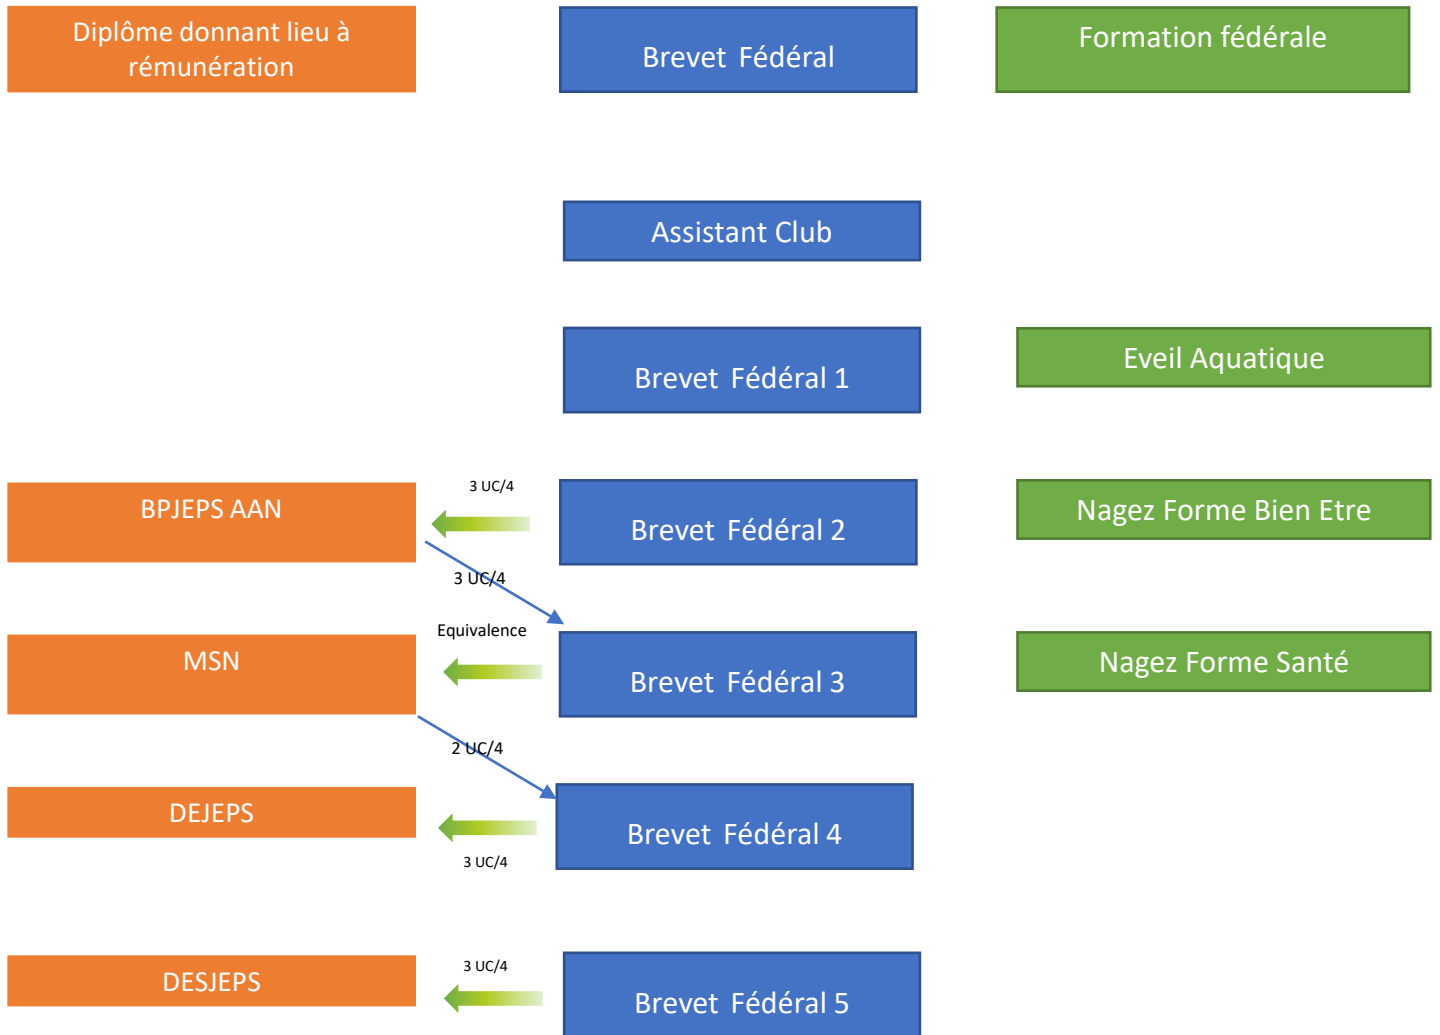 Diplôme donnant lieu à
rémunération
Brevet Fédéral
Formation fédérale
Assistant Club
Brevet Fédéral 1
Eveil Aquatique
BPJEPS AAN
3 UC/4
Brevet Fédéral 2
Nagez Forme Bien Etre
3 UC/4
MSN
Equivalence
Brevet Fédéral 3
Nagez Forme Santé
2 UC/4
DEJEPS
3 UC/4
Brevet Fédéral 4
DESJEPS
3 UC/4
Brevet Fédéral 5